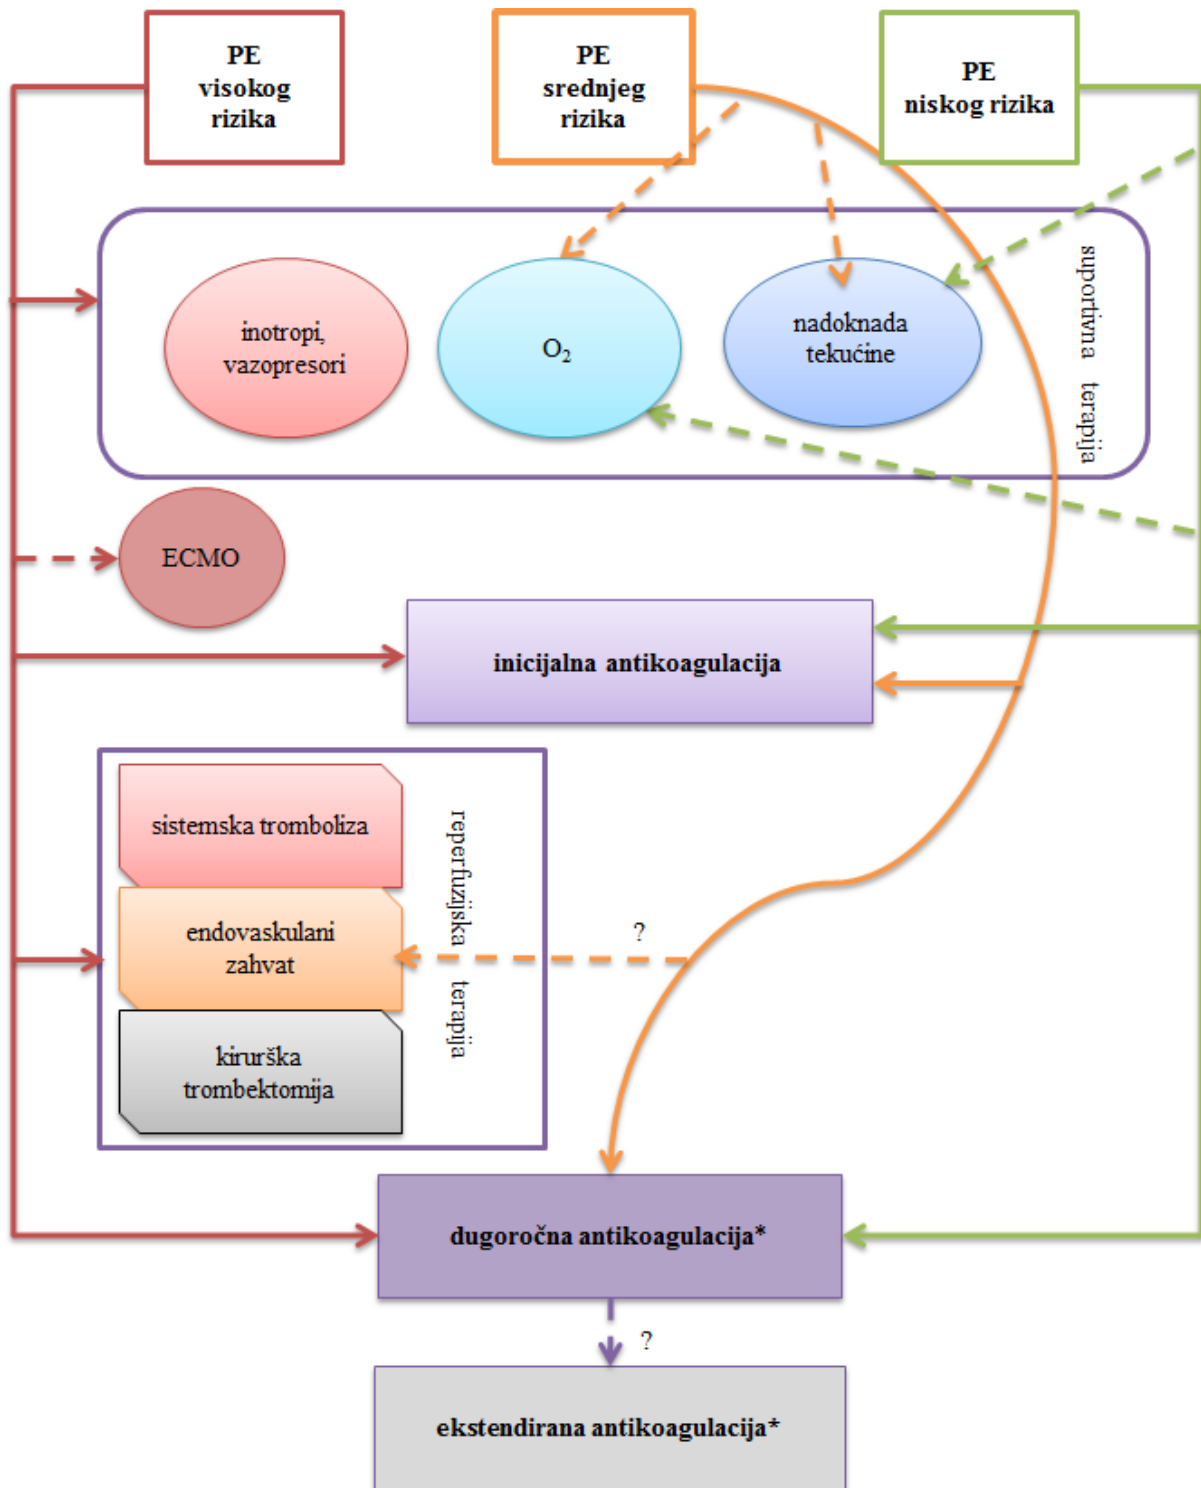 PE
visokog
rizika
PE
srednjeg
rizika
PE
niskog rizika
inotropi,
vazopresori
O₂
nadoknada
tekućine
suportivna terapija
ECMO
inicijalna antikoagulacija
sistemska tromboliza
endovaskulani
zahvat
kirurška
trombektomija
reperfuzijska terapija
?
dugoročna antikoagulacija*
?
ekstendirana antikoagulacija*